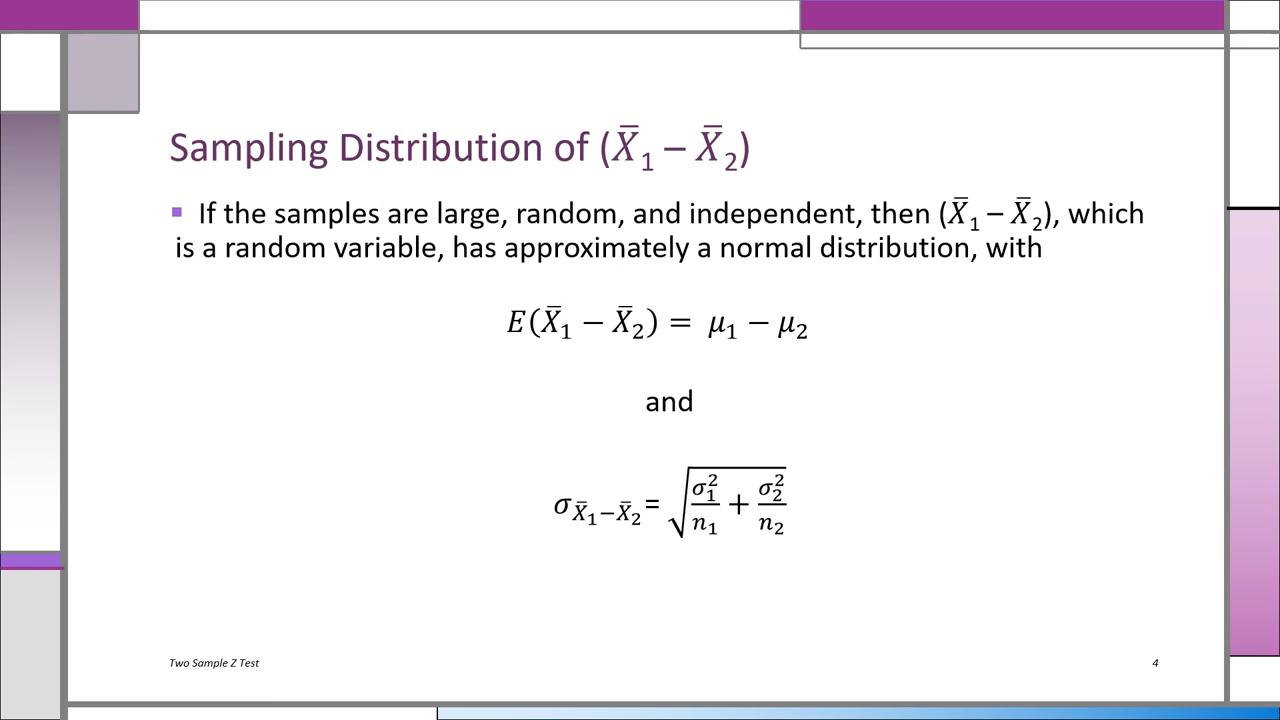 Sampling Distribution of (X̄₁ – X̄₂)
▪ If the samples are large, random, and independent, then (X̄₁ – X̄₂), which
is a random variable, has approximately a normal distribution, with
E(X̄₁ − X̄₂) = μ₁ − μ₂
and
σ_{X̄₁−X̄₂} = √(σ₁²/n₁ + σ₂²/n₂)
Two Sample Z Test
4